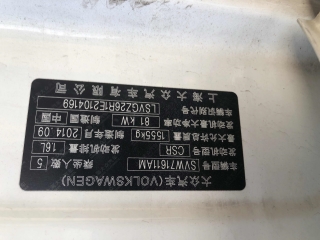 大众汽车(VOLKSWAGEN)
车辆型号 SVW71611AM 乘坐人数 5
发动机型号 CSR 发动机排量 1.6L
最大允许总质量 1555kg 制造年月 2014.09
发动机最大净功率 81 kW 制造国 中国
车辆识别代号 LSVGZ26R1E2104169
上海大众汽车有限公司